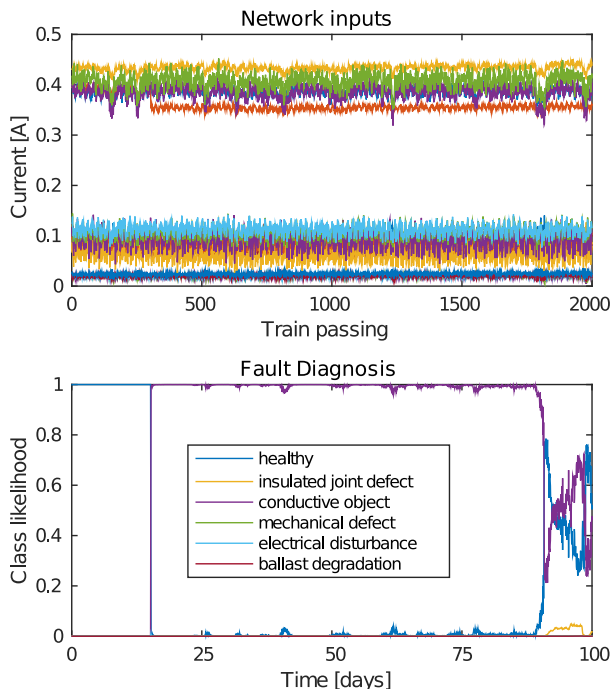 Network inputs
0.5
0.4
0.3
0.2
0.1
0
Current [A]
0
500
1000
1500
2000
Train passing
Fault Diagnosis
1
0.8
0.6
0.4
0.2
0
Class likelihood
healthy
insulated joint defect
conductive object
mechanical defect
electrical disturbance
ballast degradation
0
25
50
75
100
Time [days]